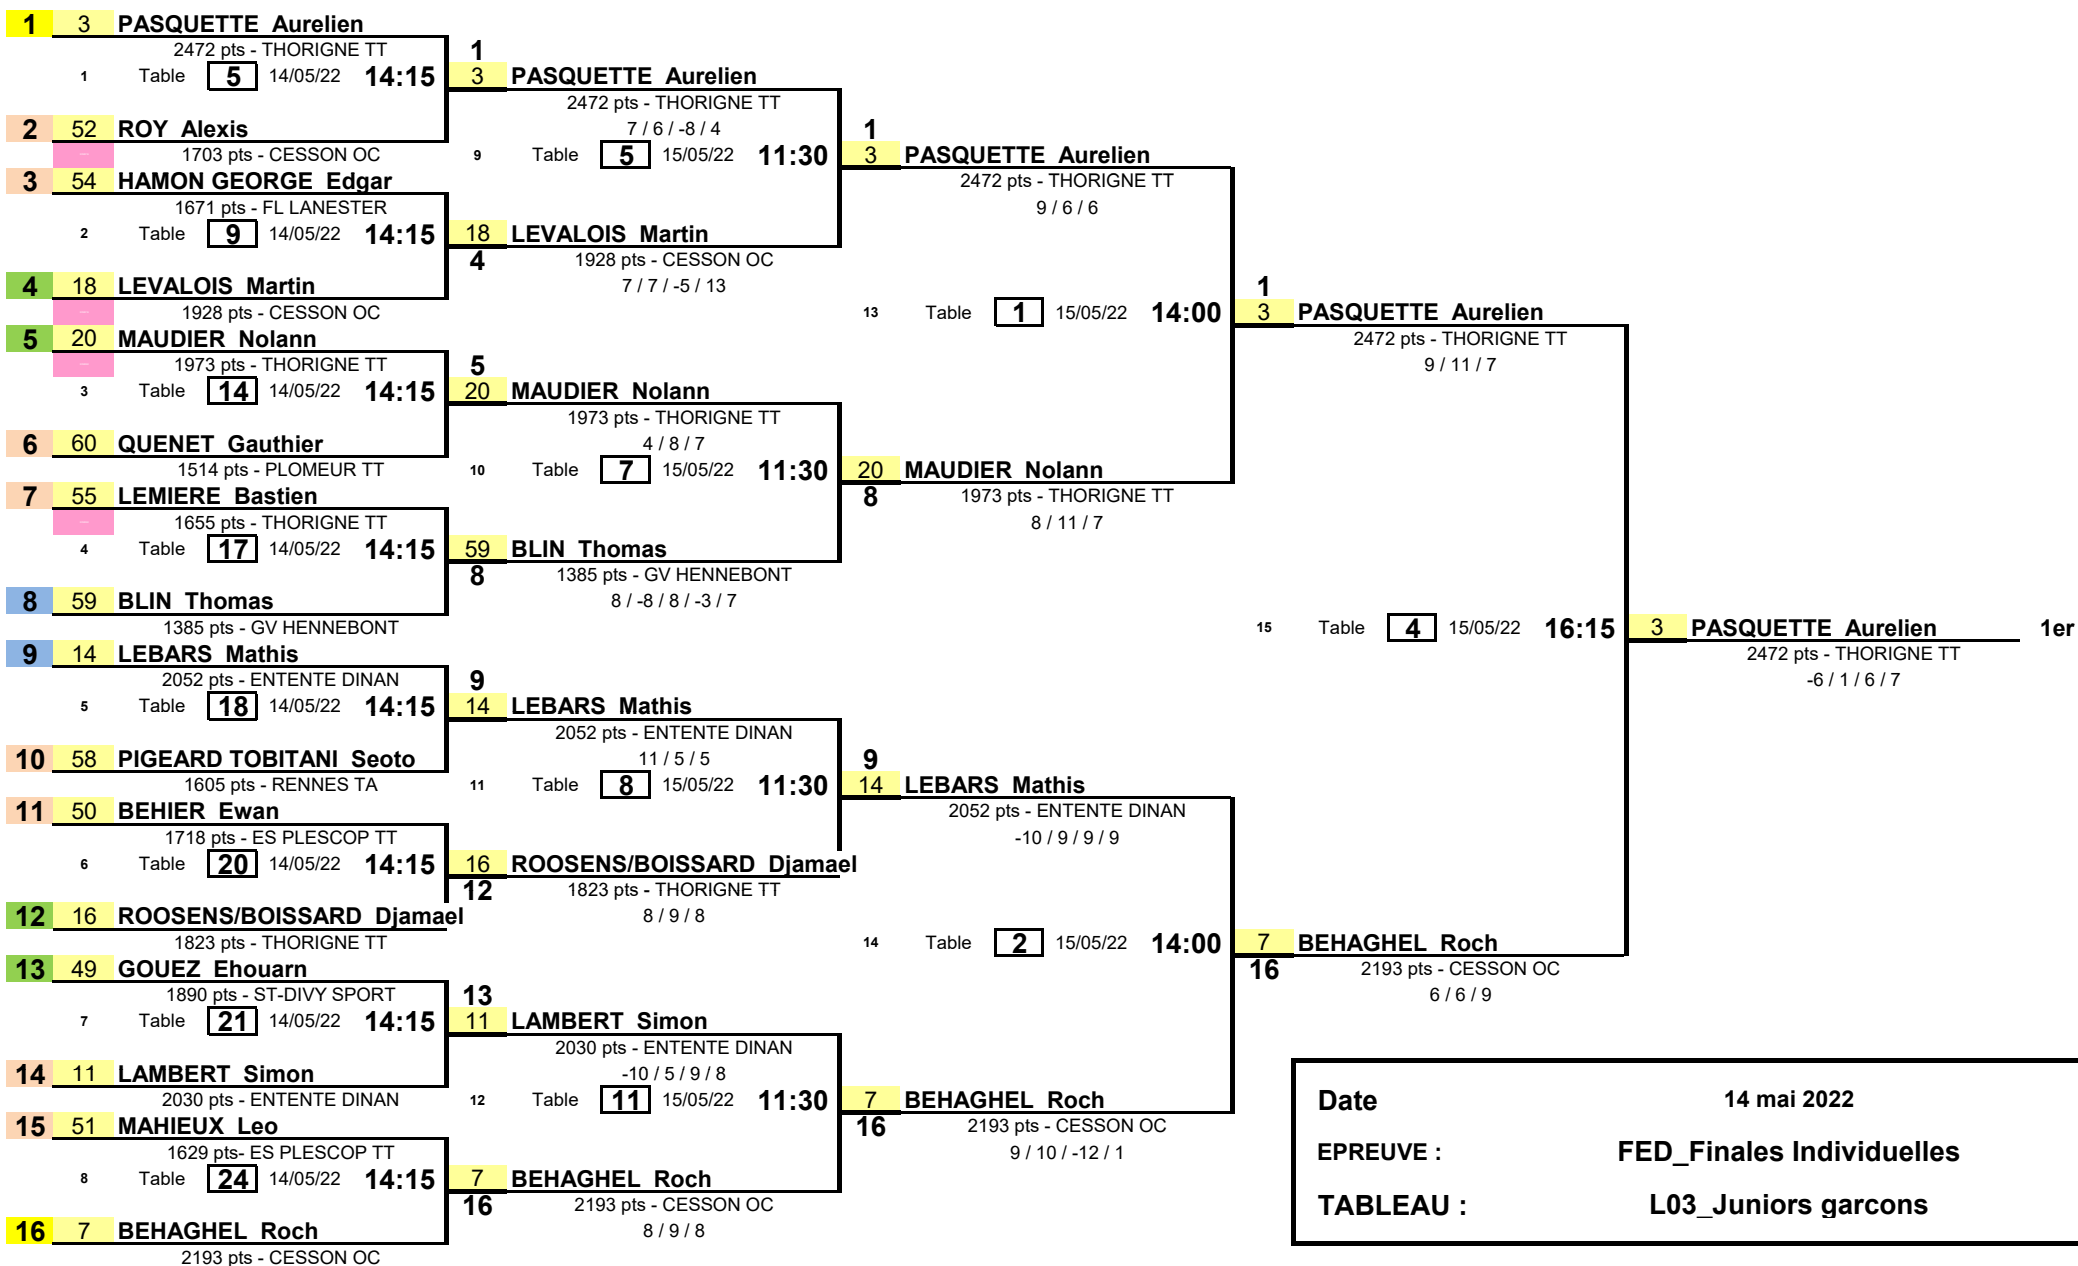 1 3 PASQUETTE Aurelien
2472 pts - THORIGNE TT
1 Table 5 14/05/22 14:15
2 52 ROY Alexis
- 1703 pts - CESSON OC
3 54 HAMON GEORGE Edgar
1671 pts - FL LANESTER
2 Table 9 14/05/22 14:15
4 18 LEVALOIS Martin
- 1928 pts - CESSON OC
5 20 MAUDIER Nolann
- 1973 pts - THORIGNE TT
3 Table 14 14/05/22 14:15
6 60 QUENET Gauthier
1514 pts - PLOMEUR TT
7 55 LEMIERE Bastien
- 1655 pts - THORIGNE TT
4 Table 17 14/05/22 14:15
8 59 BLIN Thomas
1385 pts - GV HENNEBONT
9 14 LEBARS Mathis
2052 pts - ENTENTE DINAN
5 Table 18 14/05/22 14:15
10 58 PIGEARD TOBITANI Seoto
1605 pts - RENNES TA
11 50 BEHIER Ewan
1718 pts - ES PLESCOP TT
6 Table 20 14/05/22 14:15
12 16 ROOSENS/BOISSARD Djamael
1823 pts - THORIGNE TT
13 49 GOUEZ Ehouarn
1890 pts - ST-DIVY SPORT
7 Table 21 14/05/22 14:15
14 11 LAMBERT Simon
2030 pts - ENTENTE DINAN
15 51 MAHIEUX Leo
1629 pts- ES PLESCOP TT
8 Table 24 14/05/22 14:15
16 7 BEHAGHEL Roch
2193 pts - CESSON OC
1
3 PASQUETTE Aurelien
2472 pts - THORIGNE TT
7 / 6 / -8 / 4
9 Table 5 15/05/22 11:30
18 LEVALOIS Martin
4 1928 pts - CESSON OC
7 / 7 / -5 / 13
5
20 MAUDIER Nolann
1973 pts - THORIGNE TT
4 / 8 / 7
10 Table 7 15/05/22 11:30
59 BLIN Thomas
8 1385 pts - GV HENNEBONT
8 / -8 / 8 / -3 / 7
9
14 LEBARS Mathis
2052 pts - ENTENTE DINAN
11 / 5 / 5
11 Table 8 15/05/22 11:30
16 ROOSENS/BOISSARD Djamael
12 1823 pts - THORIGNE TT
8 / 9 / 8
13
11 LAMBERT Simon
2030 pts - ENTENTE DINAN
-10 / 5 / 9 / 8
12 Table 11 15/05/22 11:30
7 BEHAGHEL Roch
16 2193 pts - CESSON OC
8 / 9 / 8
1
3 PASQUETTE Aurelien
2472 pts - THORIGNE TT
9 / 6 / 6
13 Table 1 15/05/22 14:00
20 MAUDIER Nolann
8 1973 pts - THORIGNE TT
8 / 11 / 7
9
14 LEBARS Mathis
2052 pts - ENTENTE DINAN
-10 / 9 / 9 / 9
14 Table 2 15/05/22 14:00
7 BEHAGHEL Roch
16 2193 pts - CESSON OC
9 / 10 / -12 / 1
1
3 PASQUETTE Aurelien
2472 pts - THORIGNE TT
9 / 11 / 7
15 Table 4 15/05/22 16:15
7 BEHAGHEL Roch
16 2193 pts - CESSON OC
6 / 6 / 9
3 PASQUETTE Aurelien 1er
2472 pts - THORIGNE TT
-6 / 1 / 6 / 7
Date 14 mai 2022
EPREUVE : FED_Finales Individuelles
TABLEAU : L03_Juniors garcons